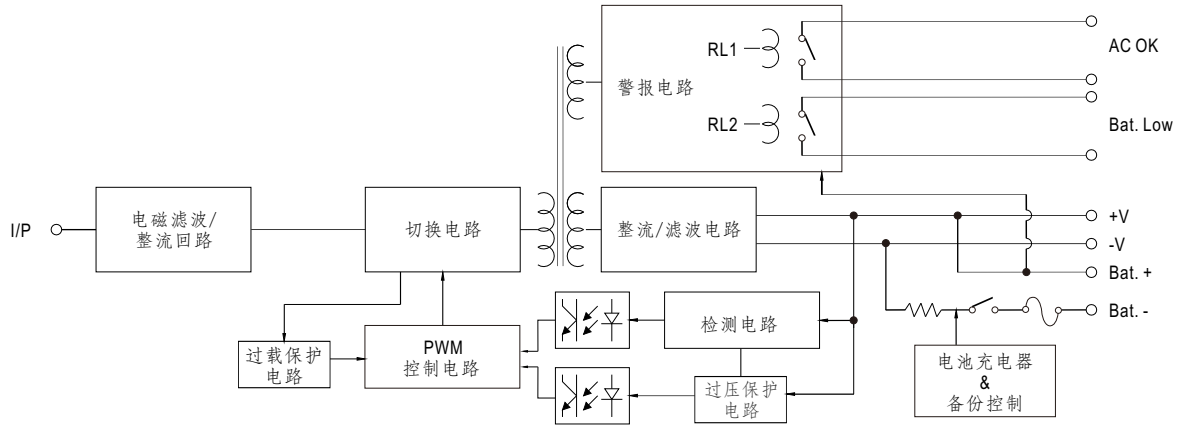 RL1
AC OK
警报电路
RL2
Bat. Low
I/P
电磁滤波/
整流回路
切换电路
整流/滤波电路
+V
-V
Bat. +
Bat. -
过载保护
电路
PWM
控制电路
检测电路
过压保护
电路
电池充电器
&
备份控制